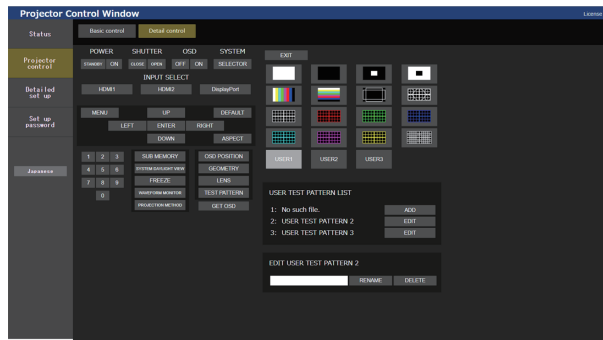 Projector Control Window
License
Status
Projector control
Detailed set up
Set up password
Japanese
Basic control
Detail control
POWER SHUTTER OSD SYSTEM
STANDBY ON CLOSE OPEN OFF ON SELECTOR
INPUT SELECT
HDMI1 HDMI2 DisplayPort
MENU UP DEFAULT
LEFT ENTER RIGHT
DOWN ASPECT
1 2 3
4 5 6
7 8 9
0
SUB MEMORY
SYSTEM DAYLIGHT VIEW
FREEZE
WAVEFORM MONITOR
PROJECTION METHOD
OSD POSITION
GEOMETRY
LENS
TEST PATTERN
GET OSD
EXIT
USER1 USER2 USER3
USER TEST PATTERN LIST
1: No such file. ADD
2: USER TEST PATTERN 2 EDIT
3: USER TEST PATTERN 3 EDIT
EDIT USER TEST PATTERN 2
RENAME DELETE